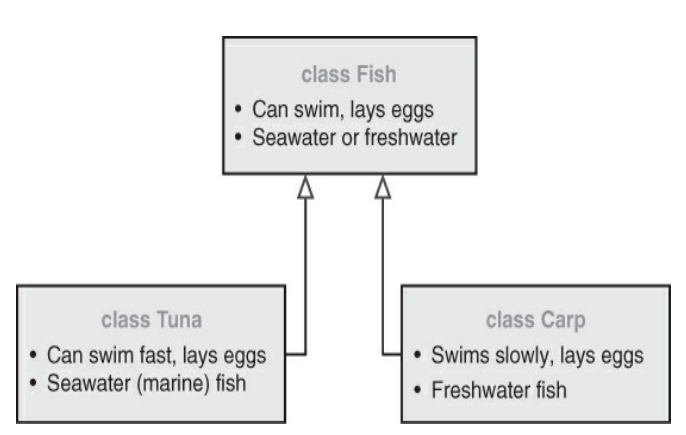 class Fish
• Can swim, lays eggs
• Seawater or freshwater
class Tuna
• Can swim fast, lays eggs
• Seawater (marine) fish
class Carp
• Swims slowly, lays eggs
• Freshwater fish